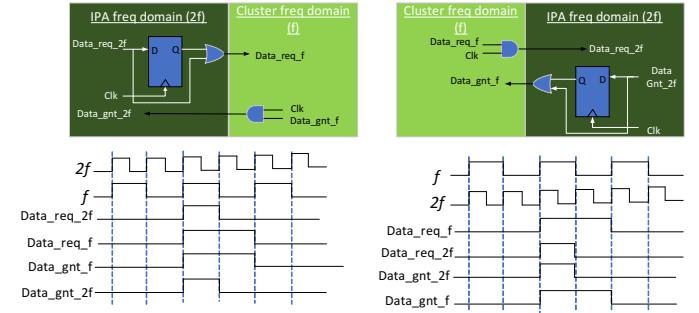 IPA freq domain (2f)
Cluster freq domain
(f)
Data_req_2f
D
Q
Data_req_f
Clk
Data_gnt_2f
Clk
Data_gnt_f
2f
f
Data_req_2f
Data_req_f
Data_gnt_f
Data_gnt_2f
Cluster freq domain
(f)
IPA freq domain (2f)
Data_req_f
Clk
Data_req_2f
Data_gnt_f
Q
D
Data
Gnt_2f
Clk
f
2f
Data_req_f
Data_req_2f
Data_gnt_2f
Data_gnt_f